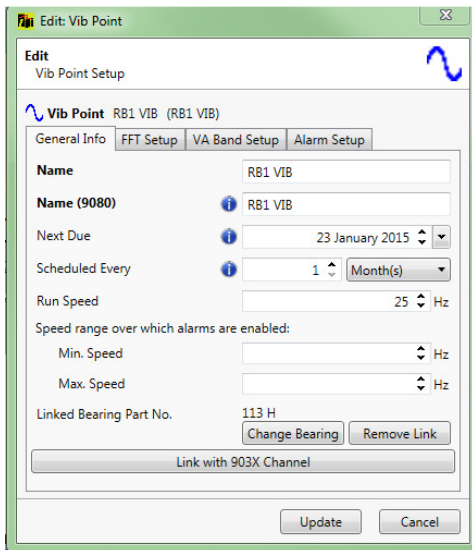 Edit: Vib Point
Edit
Vib Point Setup
Vib Point RB1 VIB (RB1 VIB)
General Info FFT Setup VA Band Setup Alarm Setup
Name RB1 VIB
Name (9080) RB1 VIB
Next Due 23 January 2015
Scheduled Every 1 Month(s)
Run Speed 25 Hz
Speed range over which alarms are enabled:
Min. Speed Hz
Max. Speed Hz
Linked Bearing Part No. 113 H
Change Bearing Remove Link
Link with 903X Channel
Update Cancel